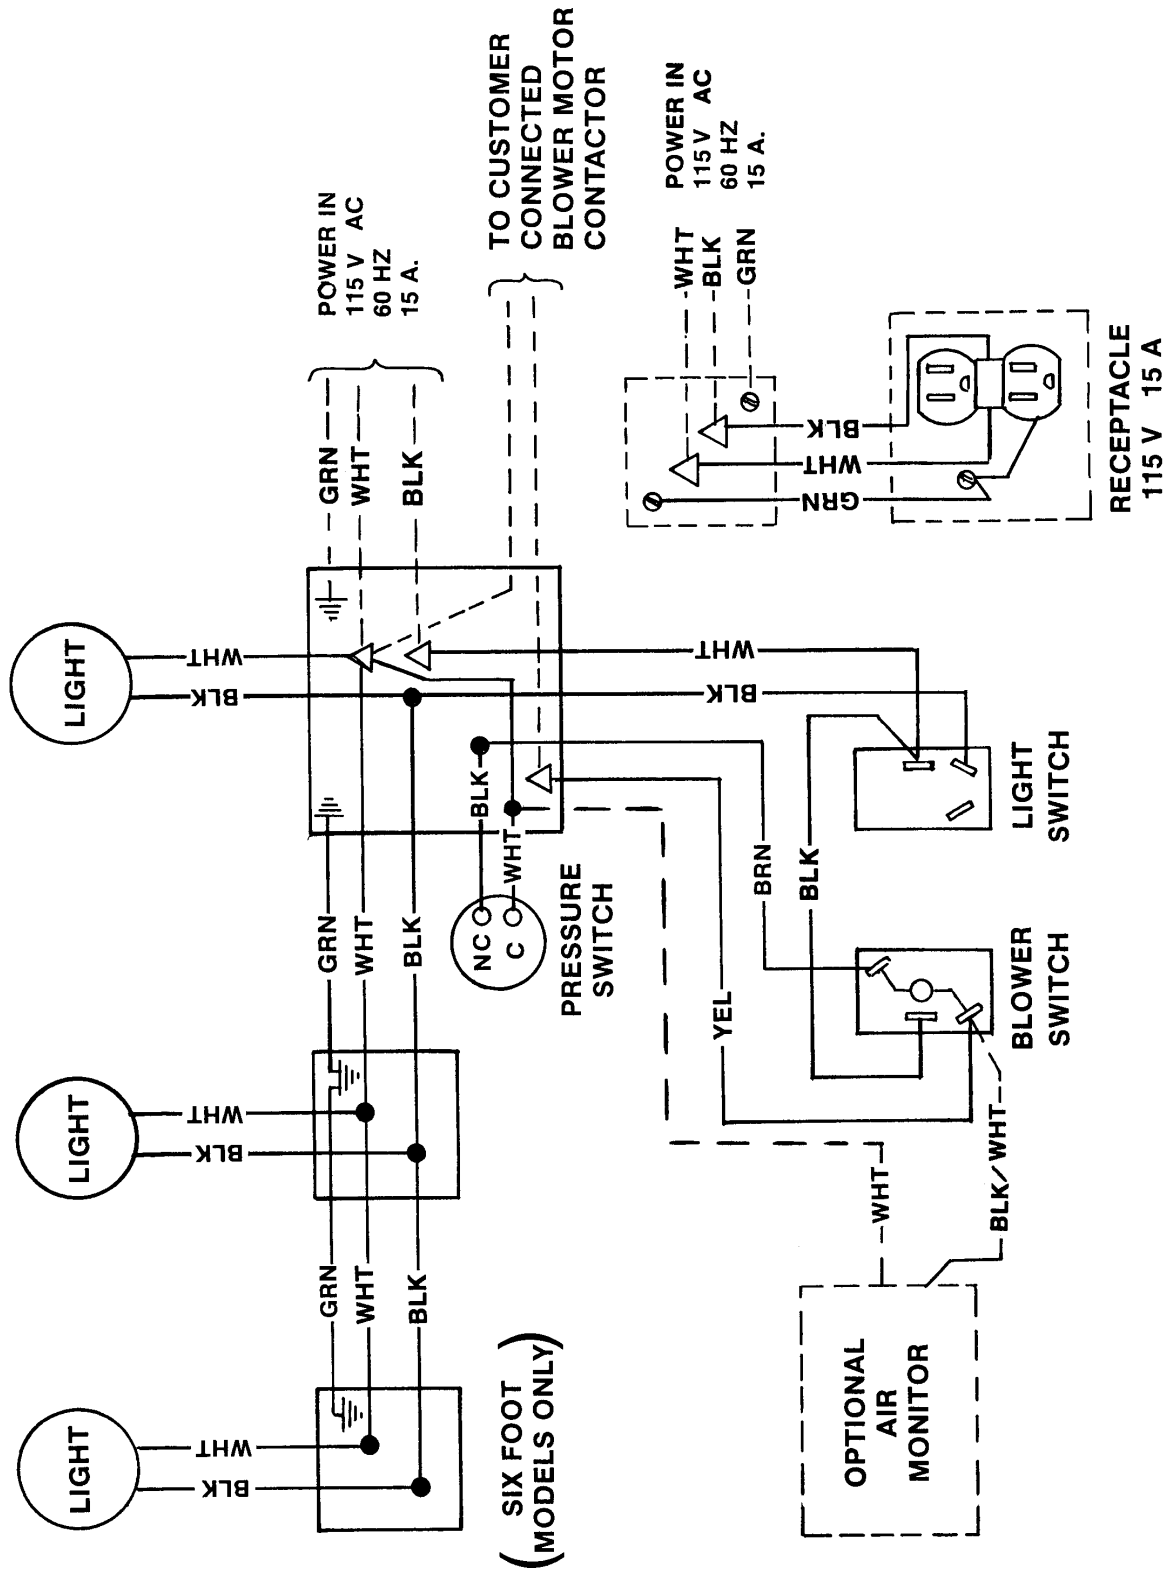 LIGHT
WHT
BLK
LIGHT
WHT
BLK
LIGHT
WHT
BLK
GRN
WHT
BLK
GRN
WHT
BLK
GRN
WHT
BLK
POWER IN
115 V AC
60 HZ
15 A.
TO CUSTOMER
CONNECTED
BLOWER MOTOR
CONTACTOR
POWER IN
115 V AC
60 HZ
15 A.
WHT
BLK
GRN
BLK
WHT
GRN
RECEPTACLE
115 V 15 A
WHT
BLK
BLK
WHT
NC
C
PRESSURE
SWITCH
BRN
BLK
YEL
LIGHT
SWITCH
BLOWER
SWITCH
WHT
BLK/WHT
(SIX FOOT
MODELS ONLY)
OPTIONAL
AIR
MONITOR